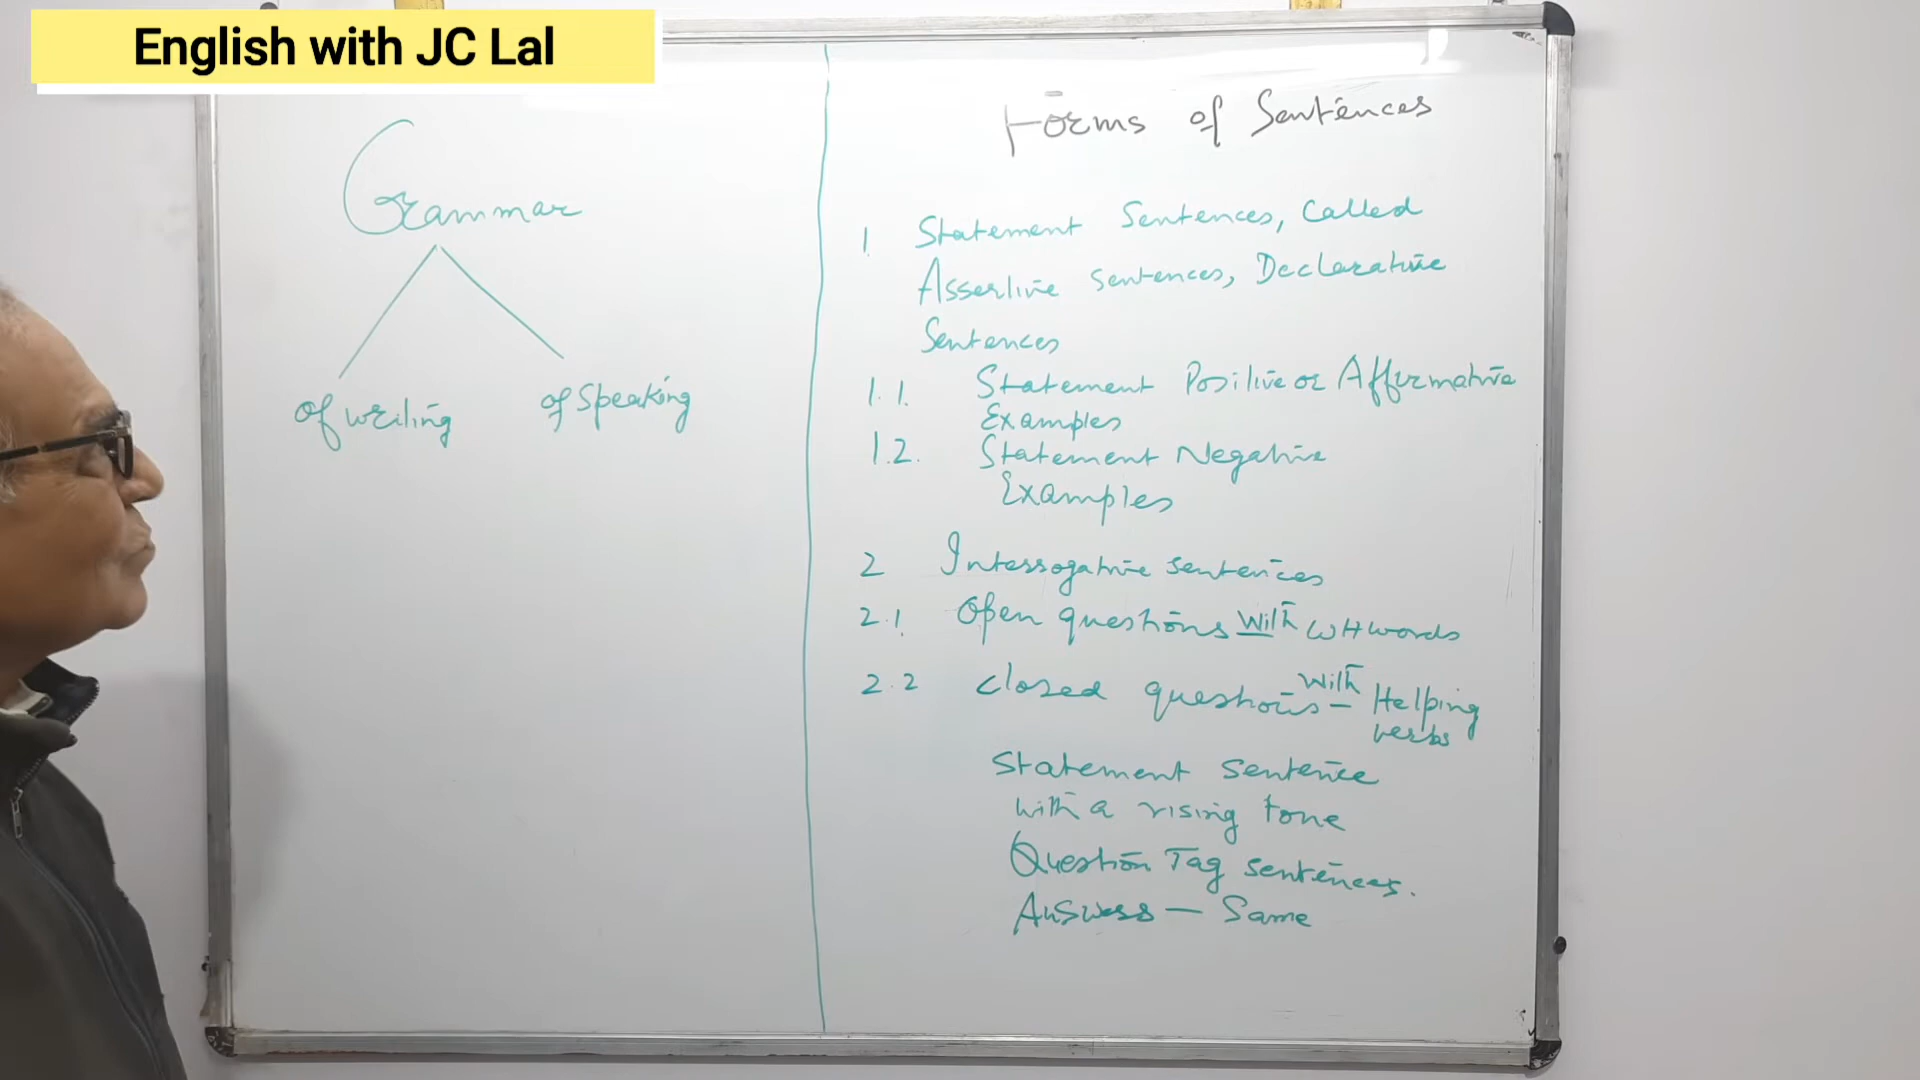 English with JC Lal
Grammar
of writing
of speaking
Forms of Sentences
1 Statement Sentences, Called
Assertive sentences, Declarative
Sentences
1.1. Statement Positive or Affirmative
Examples
1.2. Statement Negative
Examples
2 Interrogative sentences
2.1 Open questions with WH words
2.2 Closed questions – with Helping
verbs
Statement sentence
with a rising tone
Question Tag sentences.
Answers – Same